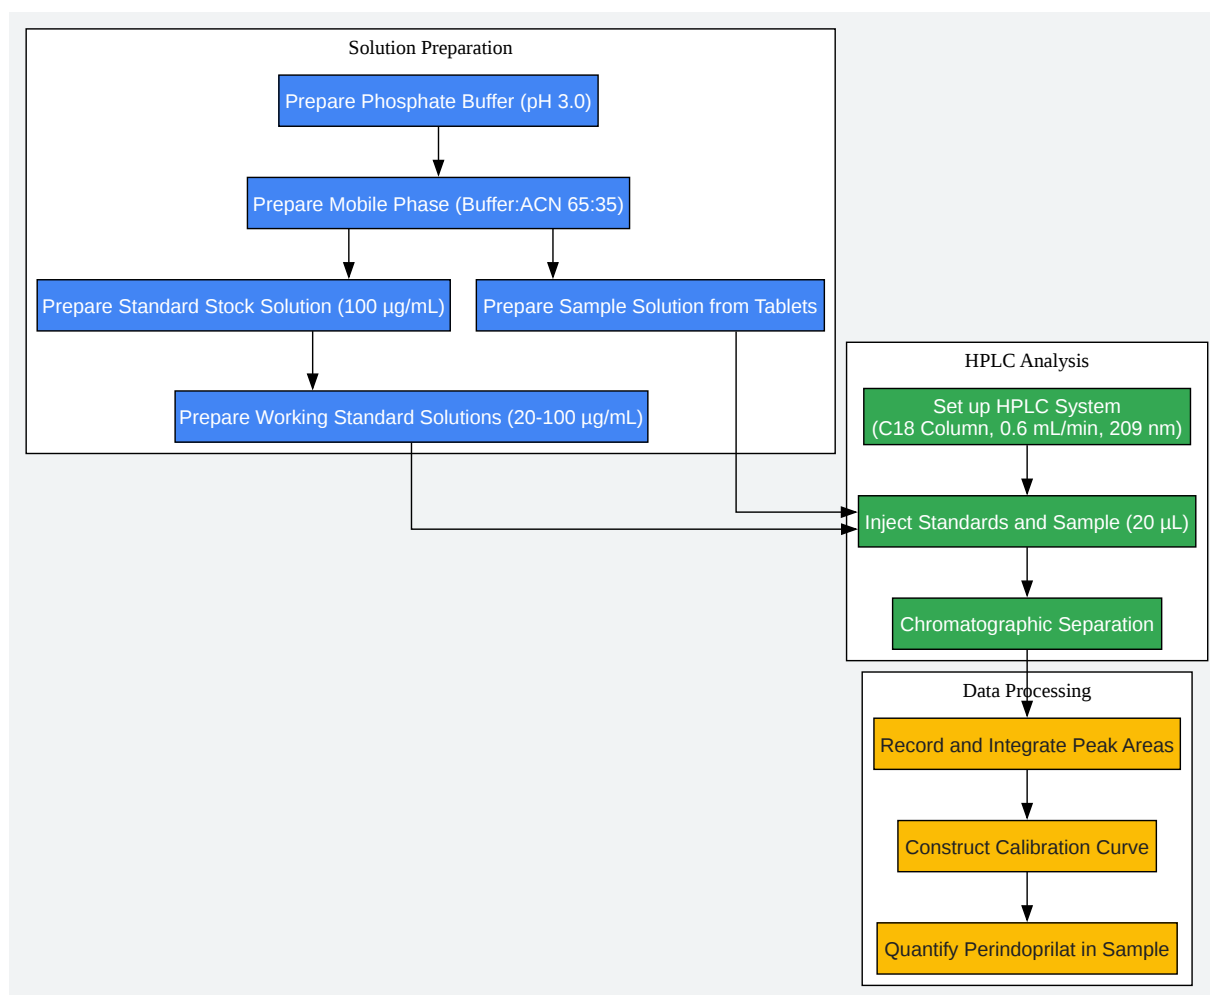 Solution Preparation
Prepare Phosphate Buffer (pH 3.0)
Prepare Mobile Phase (Buffer:ACN 65:35)
Prepare Standard Stock Solution (100 µg/mL)
Prepare Sample Solution from Tablets
Prepare Working Standard Solutions (20-100 µg/mL)
HPLC Analysis
Set up HPLC System
(C18 Column, 0.6 mL/min, 209 nm)
Inject Standards and Sample (20 µL)
Chromatographic Separation
Data Processing
Record and Integrate Peak Areas
Construct Calibration Curve
Quantify Perindoprilat in Sample